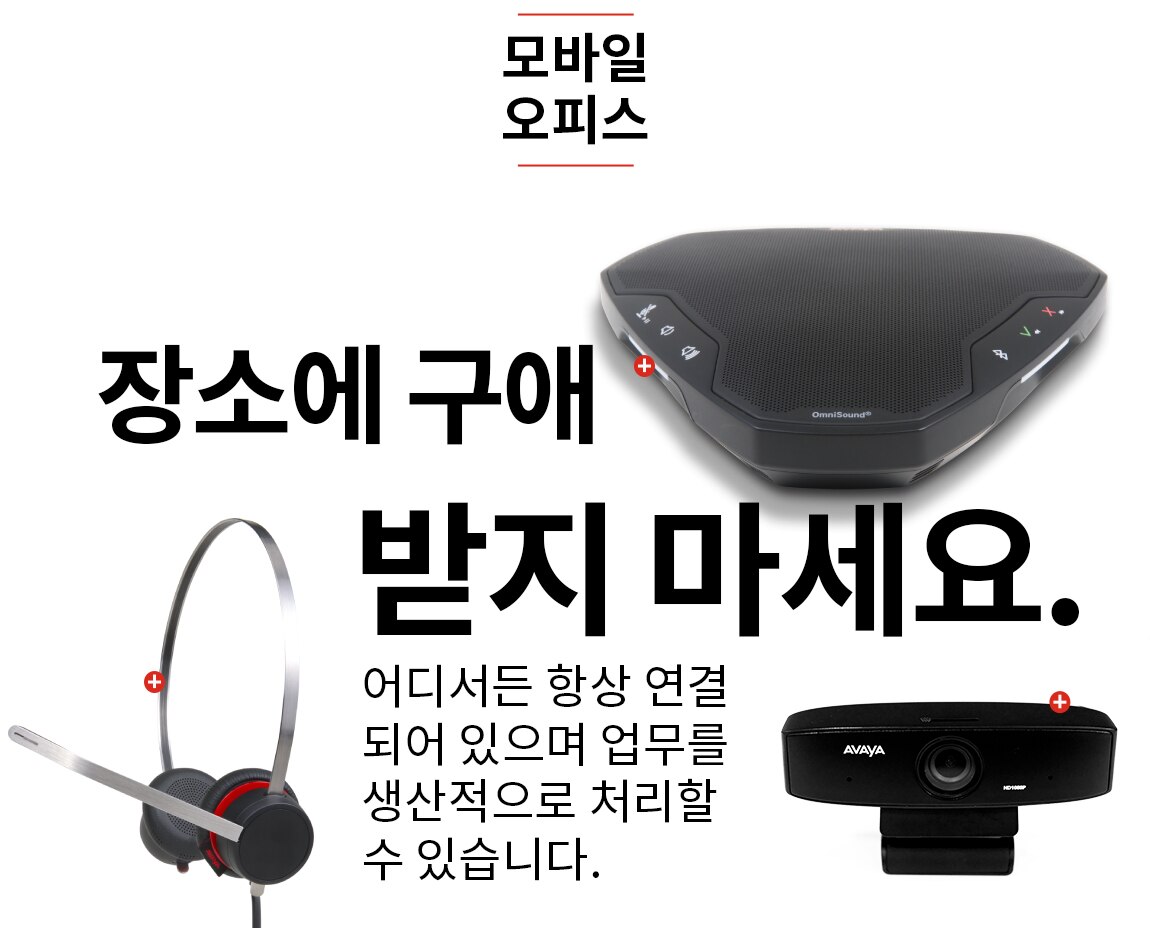 모바일
오피스
OmniSound®
장소에 구애
받지 마세요.
어디서든 항상 연결
되어 있으며 업무를
생산적으로 처리할
수 있습니다.
AVAYA
HD1080P